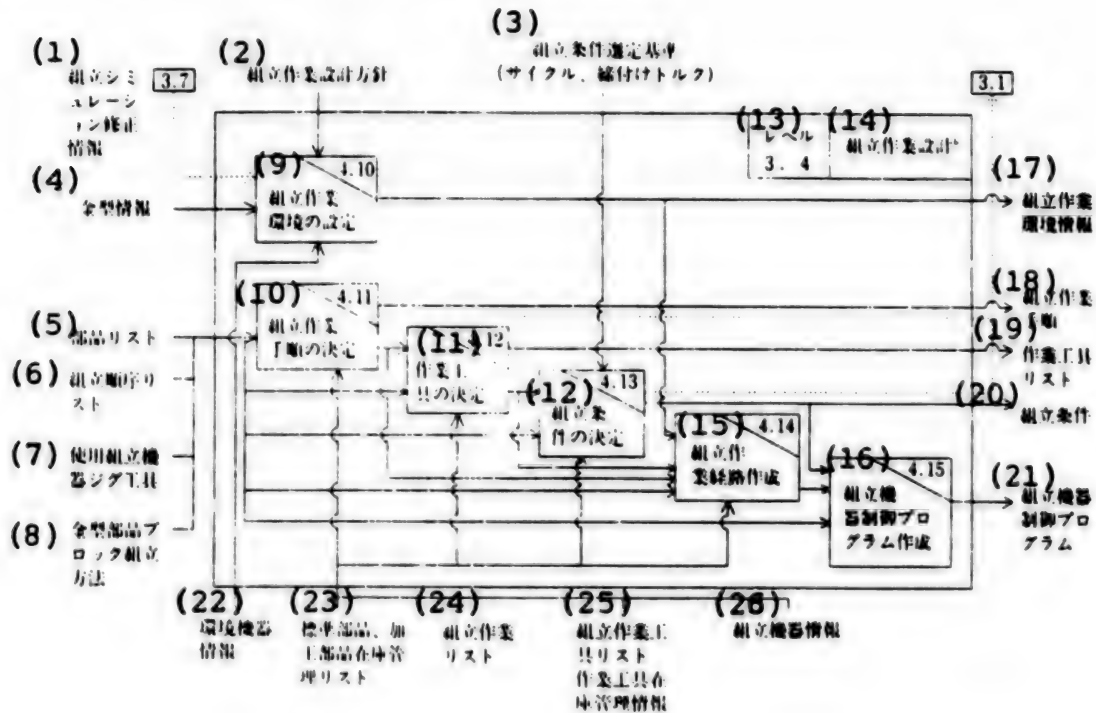 (1)
組立シミ
ュレーシ
ョン修正
情報
3.7
(2)
組立作業設計方針
(3)
組立条件選定基準
(サイクル、締付けトルク)
3.1
(4)
金型情報
(5)
部品リスト
(6)
組立順序リ
スト
(7)
使用組立機
器ジグ工具
(8)
金型部品ブ
ロック組立
方法
(9)
4.10
組立作業
環境の設定
(10)
4.11
組立作業
手順の決定
(11)
4.12
作業工
具の決定
(12)
4.13
組立条
件の決定
(13)
レベル
3.4
(14)
組立作業設計
(15)
4.14
組立作
業経路作成
(16)
4.15
組立機
器制御プロ
グラム作成
(17)
組立作業
環境情報
(18)
組立作業
手順
(19)
作業工具
リスト
(20)
組立条件
(21)
組立機器
制御プロ
グラム
(22)
環境機器
情報
(23)
標準部品、加
工部品在庫管
理リスト
(24)
組立作業
リスト
(25)
組立作業工
具リスト
作業工具在
庫管理情報
(26)
組立機器情報